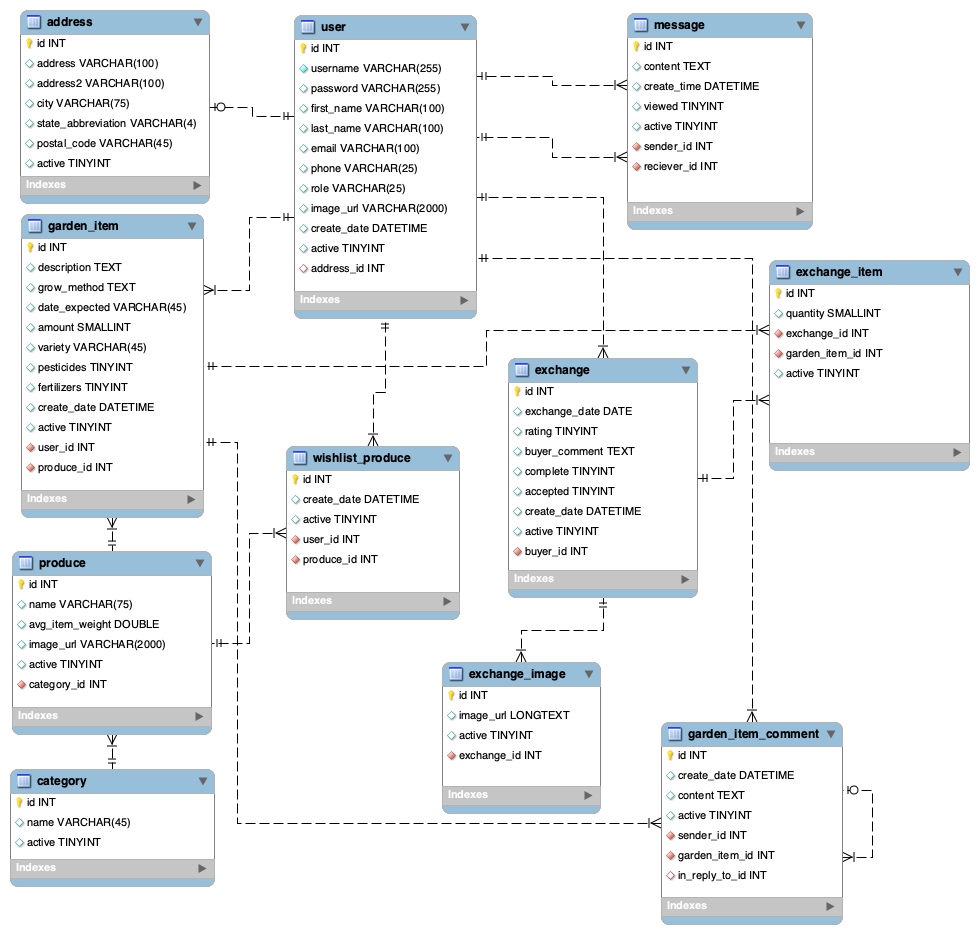 address
id INT
address VARCHAR(100)
address2 VARCHAR(100)
city VARCHAR(75)
state_abbreviation VARCHAR(4)
postal_code VARCHAR(45)
active TINYINT
Indexes
user
id INT
username VARCHAR(255)
password VARCHAR(255)
first_name VARCHAR(100)
last_name VARCHAR(100)
email VARCHAR(100)
phone VARCHAR(25)
role VARCHAR(25)
image_url VARCHAR(2000)
create_date DATETIME
active TINYINT
address_id INT
Indexes
message
id INT
content TEXT
create_time DATETIME
viewed TINYINT
active TINYINT
sender_id INT
reciever_id INT
Indexes
garden_item
id INT
description TEXT
grow_method TEXT
date_expected VARCHAR(45)
amount SMALLINT
variety VARCHAR(45)
pesticides TINYINT
fertilizers TINYINT
create_date DATETIME
active TINYINT
user_id INT
produce_id INT
Indexes
exchange_item
id INT
quantity SMALLINT
exchange_id INT
garden_item_id INT
active TINYINT
Indexes
exchange
id INT
exchange_date DATE
rating TINYINT
buyer_comment TEXT
complete TINYINT
accepted TINYINT
create_date DATETIME
active TINYINT
buyer_id INT
Indexes
wishlist_produce
id INT
create_date DATETIME
active TINYINT
user_id INT
produce_id INT
Indexes
produce
id INT
name VARCHAR(75)
avg_item_weight DOUBLE
image_url VARCHAR(2000)
active TINYINT
category_id INT
Indexes
exchange_image
id INT
image_url LONGTEXT
active TINYINT
exchange_id INT
Indexes
garden_item_comment
id INT
create_date DATETIME
content TEXT
active TINYINT
sender_id INT
garden_item_id INT
in_reply_to_id INT
Indexes
category
id INT
name VARCHAR(45)
active TINYINT
Indexes